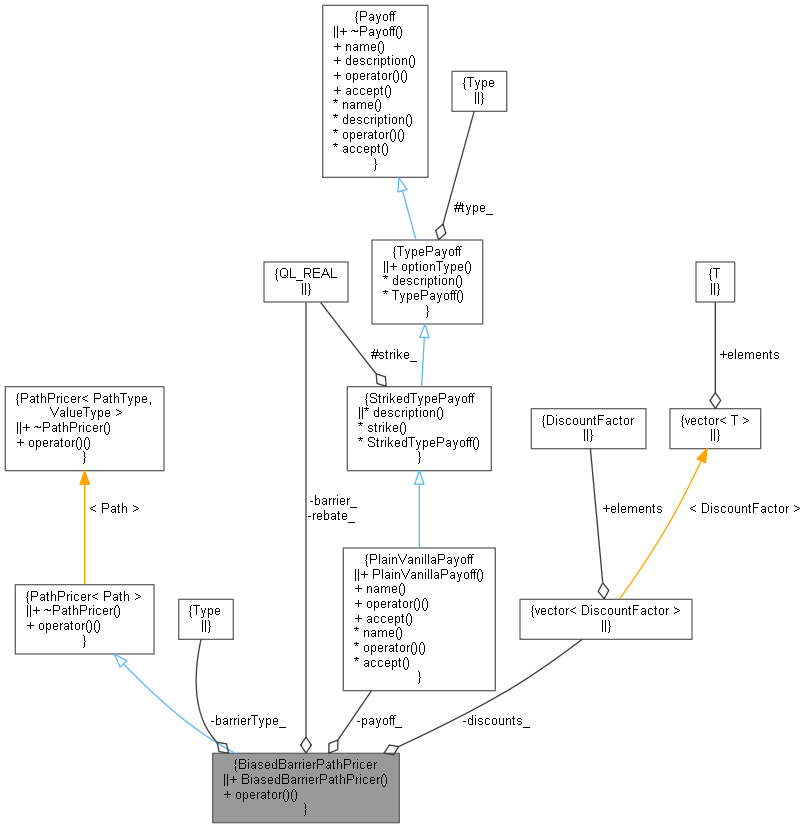 {Payoff
||+ ~Payoff()
+ name()
+ description()
+ operator()()
+ accept()
* name()
* description()
* operator()()
* accept()
}
{Type
||}
#type_
{TypePayoff
||+ optionType()
* description()
* TypePayoff()
}
{QL_REAL
||}
{T
||}
#strike_
+elements
{PathPricer< PathType,
ValueType >
||+ ~PathPricer()
+ operator()()
}
{StrikedTypePayoff
||* description()
* strike()
* StrikedTypePayoff()
}
{DiscountFactor
||}
{vector< T >
||}
< Path >
-barrier_
-rebate_
+elements
< DiscountFactor >
{PlainVanillaPayoff
||+ PlainVanillaPayoff()
+ name()
+ operator()()
+ accept()
* name()
* operator()()
* accept()
}
{PathPricer< Path >
||+ ~PathPricer()
+ operator()()
}
{Type
||}
{vector< DiscountFactor >
||}
-barrierType_
-payoff_
-discounts_
{BiasedBarrierPathPricer
||+ BiasedBarrierPathPricer()
+ operator()()
}